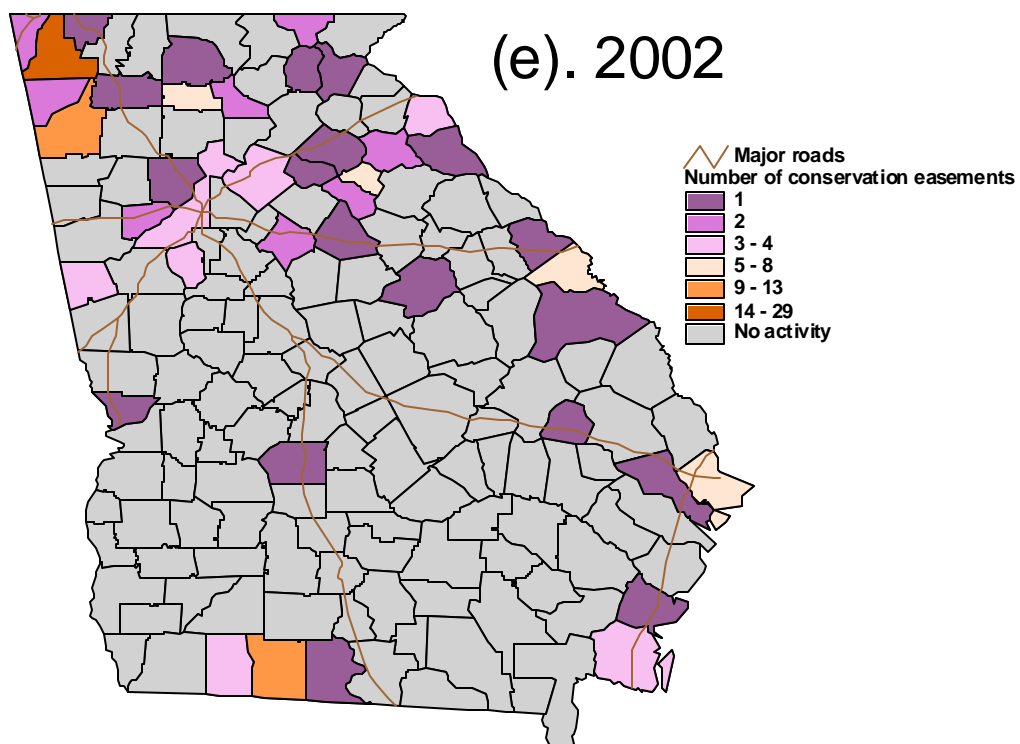 (e). 2002
Major roads
Number of conservation easements
1
2
3 - 4
5 - 8
9 - 13
14 - 29
No activity